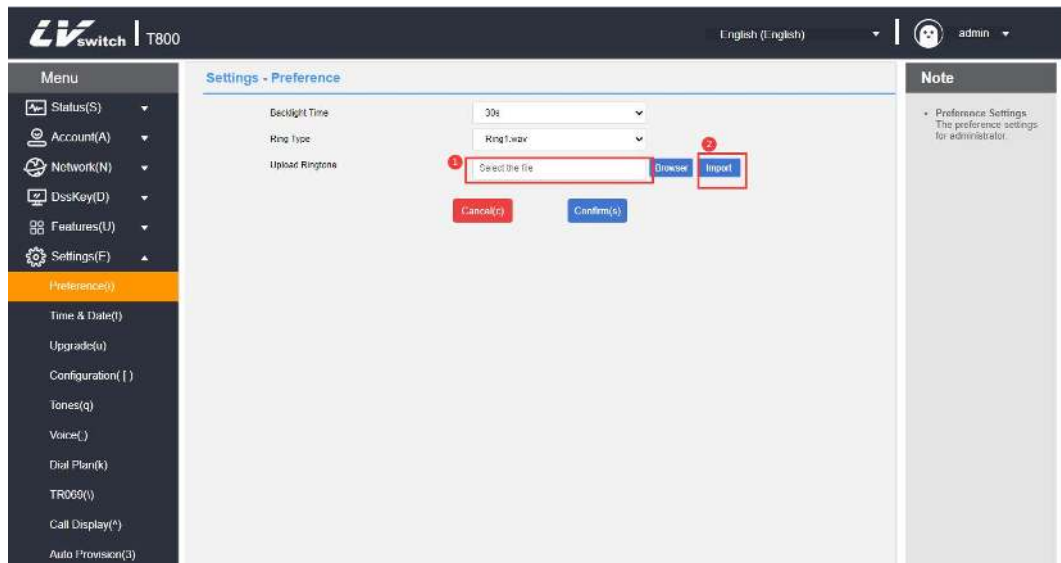 LVswitch T800
English (English)
admin
Menu
Status(S)
Account(A)
Network(N)
DssKey(D)
Features(U)
Settings(F)
Preference(i)
Time & Date(t)
Upgrade(u)
Configuration( [ )
Tones(q)
Voice(,)
Dial Plan(k)
TR069(\)
Call Display(^)
Auto Provision(3)
Settings - Preference
Backlight Time
30s
Ring Type
Ring1.wav
Upload Ringtone
1
Select the file
Browser
2
Import
Cancel(c)
Confirm(s)
Note
Preference Settings
The preference settings
for administrator.